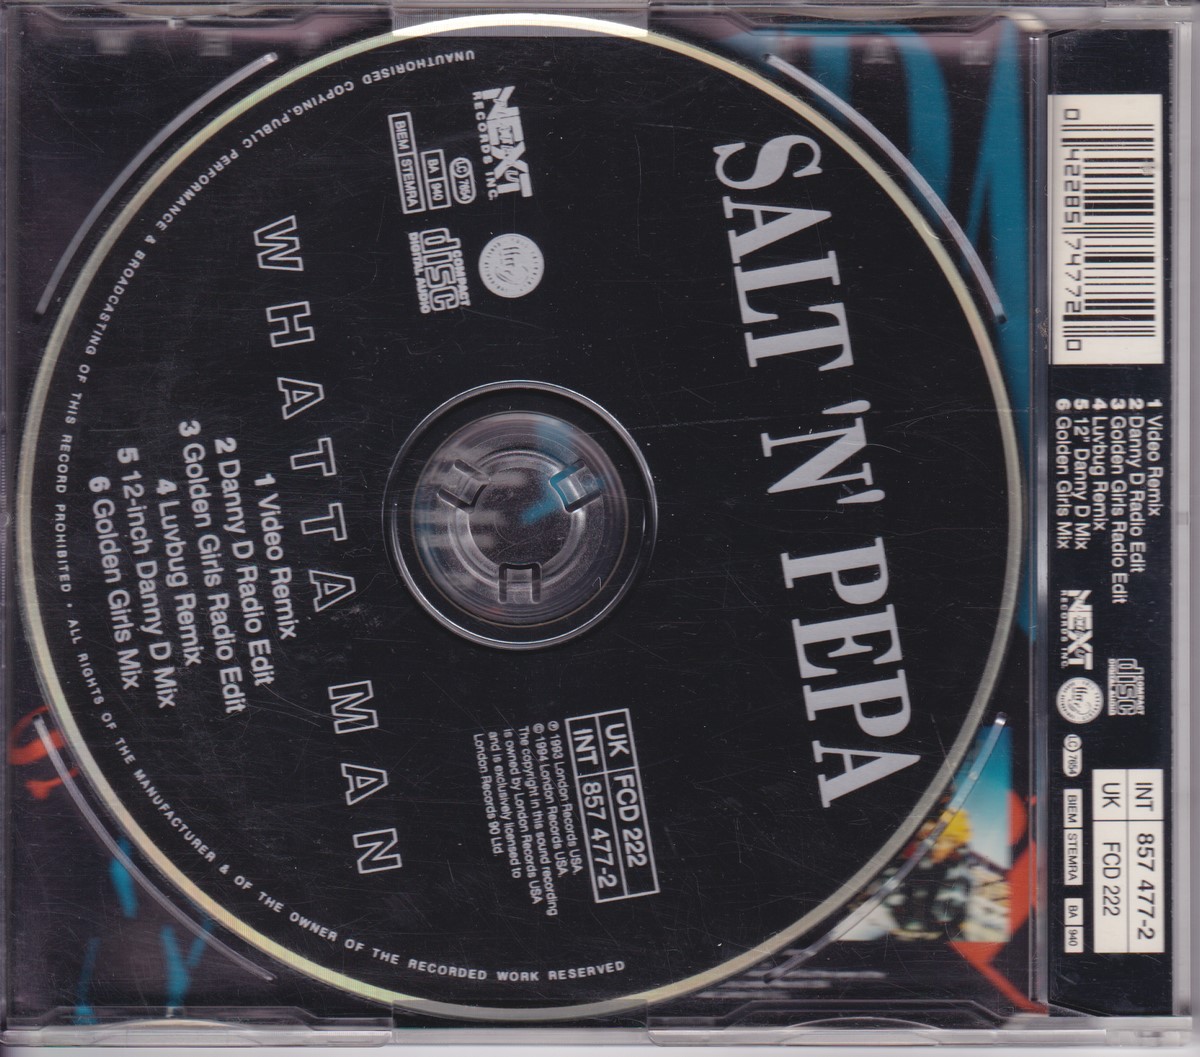 SALT 'N' PEPA
NEXT
RECORDS INC.
LC 7654
BA 940
BIEM STEMRA
COMPACT
disc
DIGITAL AUDIO
UK FCD 222
INT 857 477-2
℗ 1993 London Records USA.
© 1994 London Records USA.
The copyright in this sound recording
is owned by London Records USA
and is exclusively licensed to
London Records 90 Ltd.
WHATTA MAN
1 Video Remix
2 Danny D Radio Edit
3 Golden Girls Radio Edit
4 Luvbug Remix
5 12-inch Danny D Mix
6 Golden Girls Mix
UNAUTHORISED COPYING, PUBLIC PERFORMANCE & BROADCASTING OF THIS RECORD PROHIBITED . ALL RIGHTS OF THE MANUFACTURER & OF THE OWNER OF THE RECORDED WORK RESERVED
0 42285 74772 0
1 Video Remix
2 Danny D Radio Edit
3 Golden Girls Radio Edit
4 Luvbug Remix
5 12" Danny D Mix
6 Golden Girls Mix
NEXT
RECORDS INC.
COMPACT
disc
DIGITAL AUDIO
LC 7654
BIEM STEMRA
BA 940
INT 857 477-2
UK FCD 222